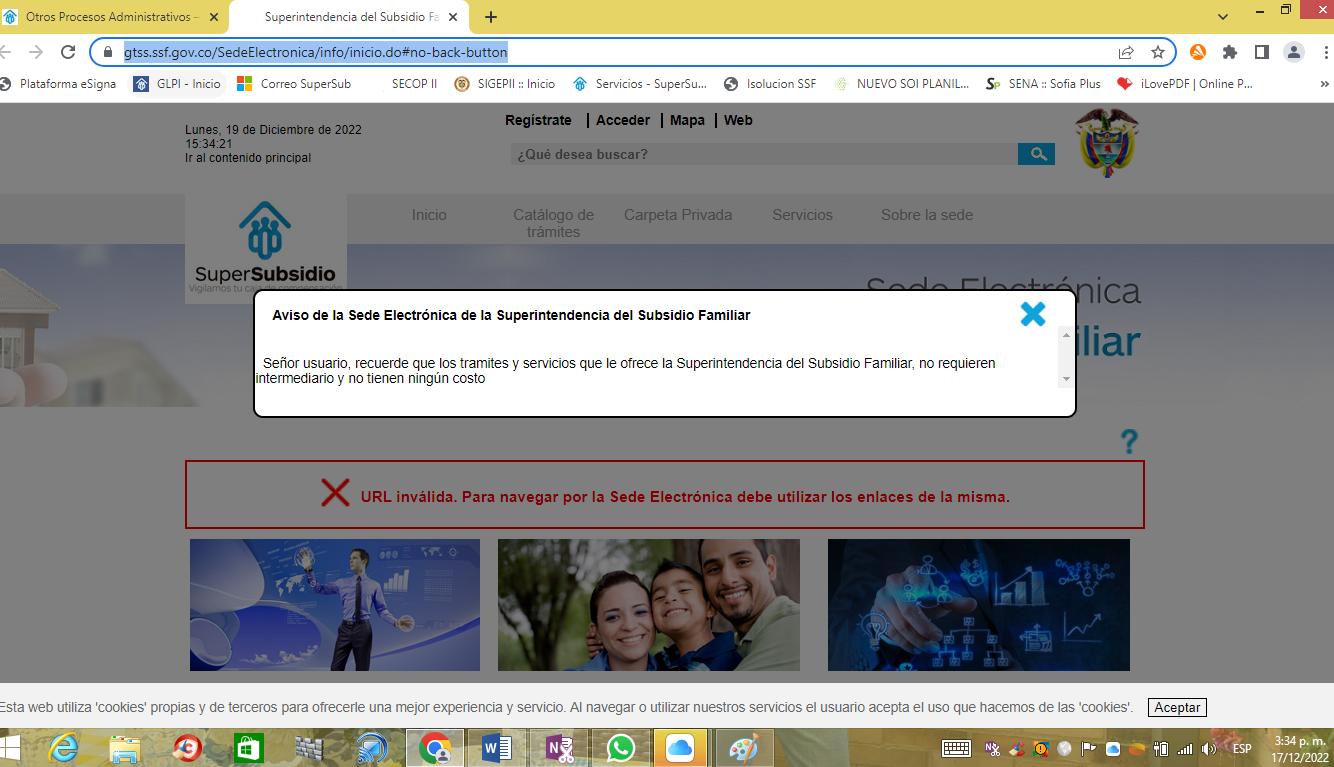 Otros Procesos Administrativos –
Superintendencia del Subsidio Fa
gtss.ssf.gov.co/SedeElectronica/info/inicio.do#no-back-button
Plataforma eSigna
GLPI - Inicio
Correo SuperSub
SECOP II
SIGEPII :: Inicio
Servicios - SuperSu...
Isolucion SSF
NUEVO SOI PLANIL...
SENA :: Sofia Plus
iLovePDF | Online P...
»
Lunes, 19 de Diciembre de 2022
15:34:21
Ir al contenido principal
Regístrate | Acceder | Mapa | Web
¿Qué desea buscar?
Inicio
Catálogo de
trámites
Carpeta Privada
Servicios
Sobre la sede
SuperSubsidio
Vigilamos tu caja de compensación
Sede Electrónica
iliar
Aviso de la Sede Electrónica de la Superintendencia del Subsidio Familiar
Señor usuario, recuerde que los tramites y servicios que le ofrece la Superintendencia del Subsidio Familiar, no requieren
intermediario y no tienen ningún costo
?
URL inválida. Para navegar por la Sede Electrónica debe utilizar los enlaces de la misma.
Esta web utiliza 'cookies' propias y de terceros para ofrecerle una mejor experiencia y servicio. Al navegar o utilizar nuestros servicios el usuario acepta el uso que hacemos de las 'cookies'.
Aceptar
ESP
3:34 p. m.
17/12/2022